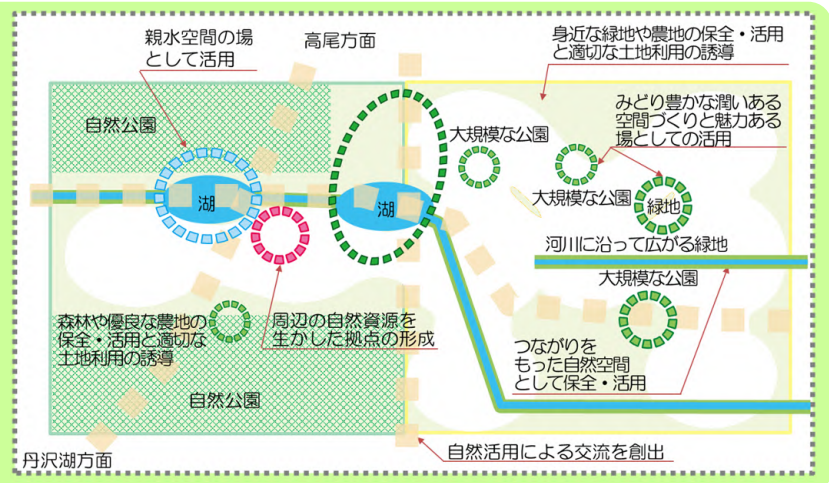 親水空間の場
として活用
高尾方面
身近な緑地や農地の保全・活用
と適切な土地利用の誘導
自然公園
みどり豊かな潤いある
空間づくりと魅力ある
場としての活用
大規模な公園
大規模な公園
湖
湖
緑地
河川に沿って広がる緑地
大規模な公園
森林や優良な農地の
保全・活用と適切な
土地利用の誘導
周辺の自然資源を
生かした拠点の形成
つながりを
もった自然空間
として保全・活用
自然公園
自然活用による交流を創出
丹沢湖方面